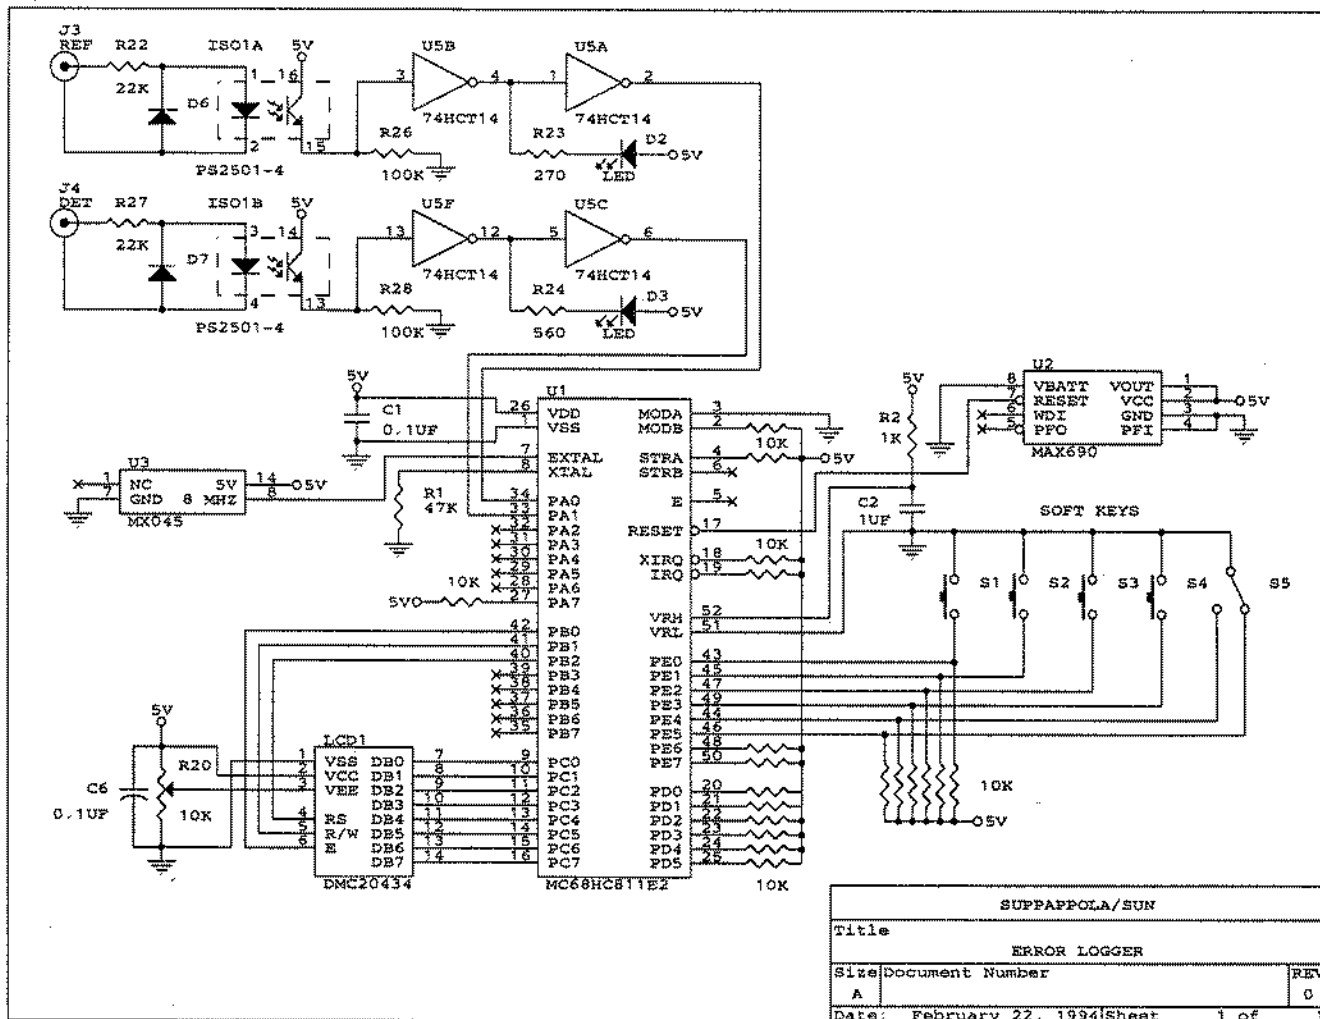 J3
REF
R22
22K
D6
ISO1A
5V
1
16
2
15
PS2501-4
U5B
3
4
74HCT14
R26
100K
U5A
1
2
74HCT14
R23
270
D2
LED
5V
J4
DET
R27
22K
D7
ISO1B
5V
3
14
4
13
PS2501-4
U5F
13
12
74HCT14
R28
100K
U5C
5
6
74HCT14
R24
560
D3
LED
5V
5V
C1
0.1UF
U3
1 NC 5V 14
7 GND 8 MHZ 8
MX045
5V
R1
47K
10K
5V
U1
26 VDD MODA 3
1 VSS MODB 2
7 EXTAL STRA 4
8 XTAL STRB 6
34 PA0 E 5
33 PA1
32 PA2 RESET 17
31 PA3
30 PA4 XIRQ 18
29 PA5 IRQ 19
28 PA6
27 PA7 VRH 52
VRL 51
42 PB0
41 PB1 PE0 43
40 PB2 PE1 45
39 PB3 PE2 47
38 PB4 PE3 49
37 PB5 PE4 44
36 PB6 PE5 46
35 PB7 PE6 48
PE7 50
9 PC0
10 PC1 PD0 20
11 PC2 PD1 21
12 PC3 PD2 22
13 PC4 PD3 23
14 PC5 PD4 24
15 PC6 PD5 25
16 PC7
MC68HC811E2
10K
5V
10K
10K
5V
R2
1K
C2
1UF
U2
8 VBATT VOUT 1
7 RESET VCC 2
6 WDI GND 3
5 PFO PFI 4
MAX690
5V
SOFT KEYS
S1
S2
S3
S4
S5
10K
5V
5V
C6
0.1UF
R20
10K
LCD1
1 VSS DB0 7
2 VCC DB1 8
3 VEE DB2 9
DB3 10
4 RS DB4 11
5 R/W DB5 12
6 E DB6 13
DB7 14
DMC20434
SUPPAPPOLA/SUN
Title
ERROR LOGGER
Size Document Number REV
A 0
Date: February 22, 1994 Sheet 1 of